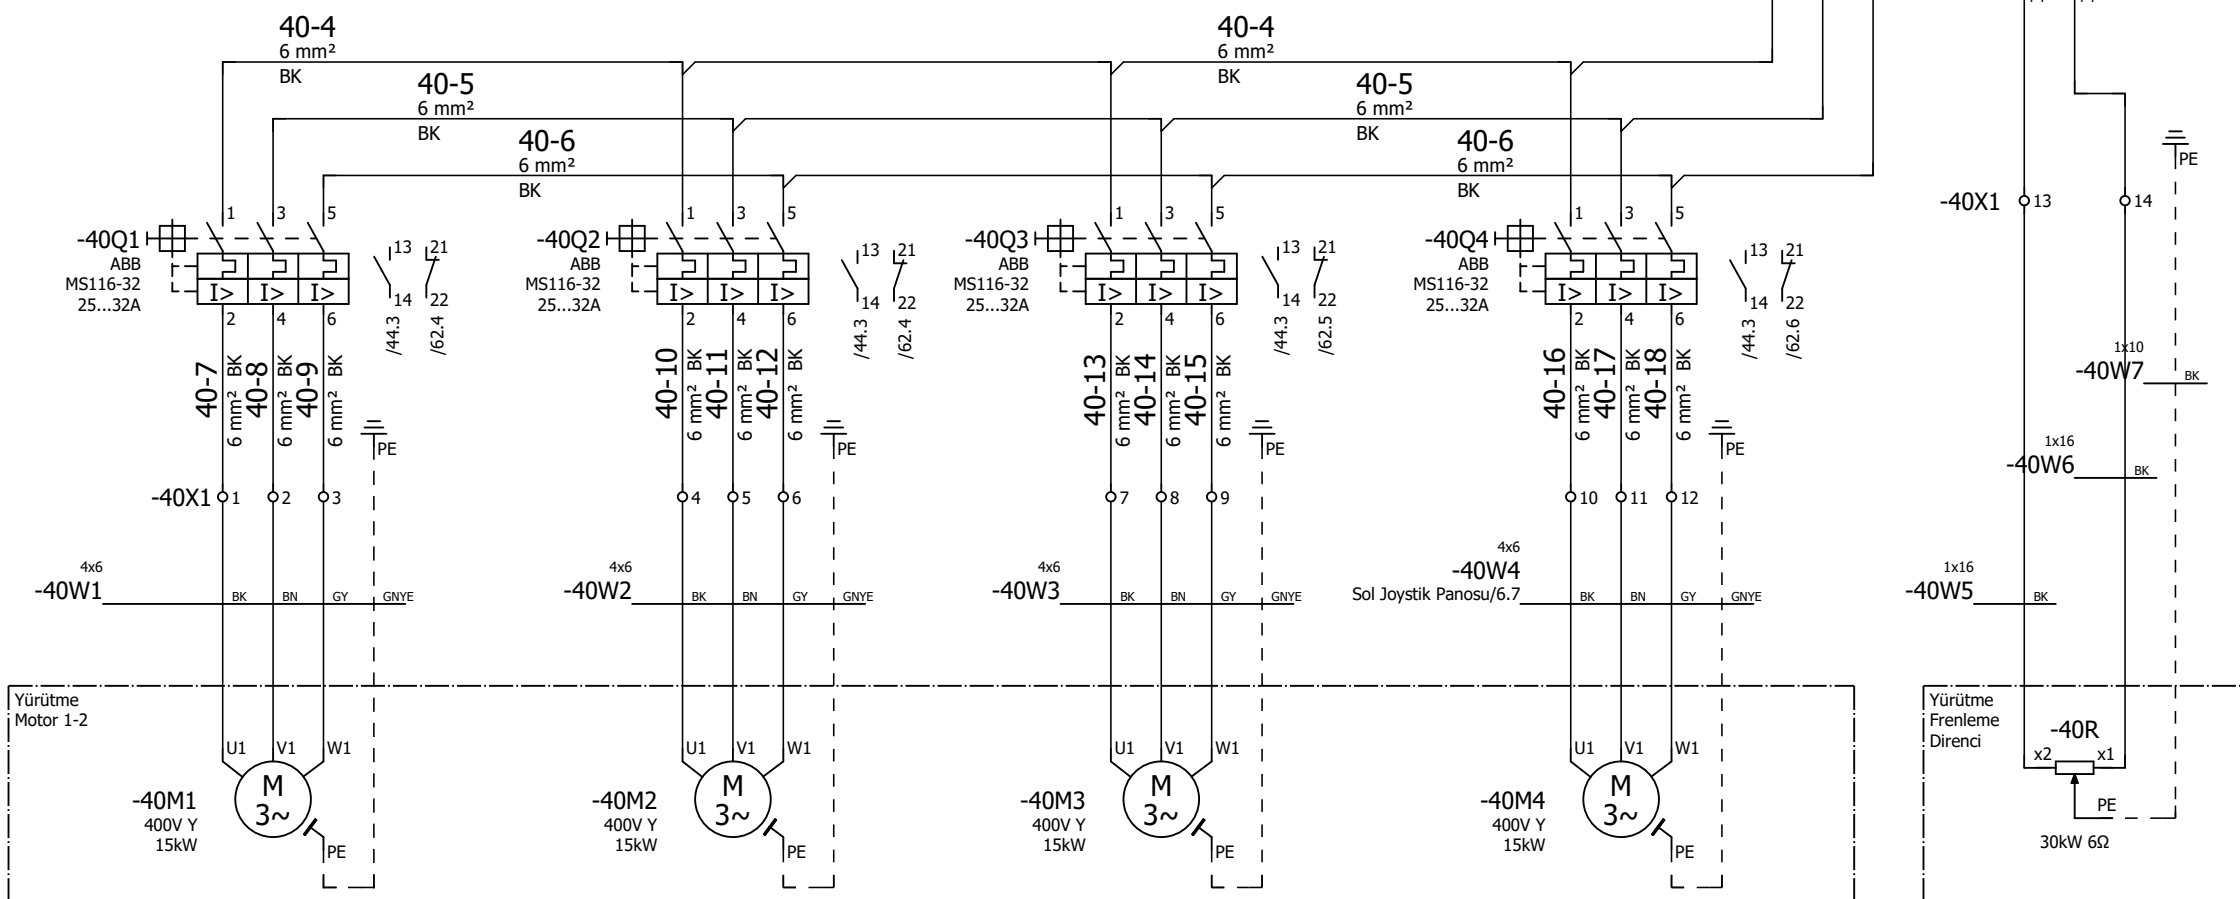 40-4
6 mm²
BK
40-5
6 mm²
BK
40-6
6 mm²
BK
40-4
6 mm²
BK
40-5
6 mm²
BK
40-6
6 mm²
BK
PE
-40X1 13 14
-40Q1
ABB
MS116-32
25...32A
1 3 5
I> I> I>
2 4 6
13 21
14 22
/44.3 /62.4
-40Q2
ABB
MS116-32
25...32A
1 3 5
I> I> I>
2 4 6
13 21
14 22
/44.3 /62.4
-40Q3
ABB
MS116-32
25...32A
1 3 5
I> I> I>
2 4 6
13 21
14 22
/44.3 /62.5
-40Q4
ABB
MS116-32
25...32A
1 3 5
I> I> I>
2 4 6
13 21
14 22
/44.3 /62.6
40-7
6 mm² BK
40-8
6 mm² BK
40-9
6 mm² BK
PE
40-10
6 mm² BK
40-11
6 mm² BK
40-12
6 mm² BK
PE
40-13
6 mm² BK
40-14
6 mm² BK
40-15
6 mm² BK
PE
40-16
6 mm² BK
40-17
6 mm² BK
40-18
6 mm² BK
PE
1x10
-40W7 BK
1x16
-40W6 BK
-40X1 1 2 3 4 5 6 7 8 9 10 11 12
4x6
-40W1 BK BN GY GNYE
4x6
-40W2 BK BN GY GNYE
4x6
-40W3 BK BN GY GNYE
4x6
-40W4
Sol Joystik Panosu/6.7 BK BN GY GNYE
1x16
-40W5 BK
Yürütme
Motor 1-2
U1 V1 W1
M
3~
-40M1
400V Y
15kW
PE
U1 V1 W1
M
3~
-40M2
400V Y
15kW
PE
U1 V1 W1
M
3~
-40M3
400V Y
15kW
PE
U1 V1 W1
M
3~
-40M4
400V Y
15kW
PE
Yürütme
Frenleme
Direnci
-40R
x2 x1
PE
30kW 6Ω